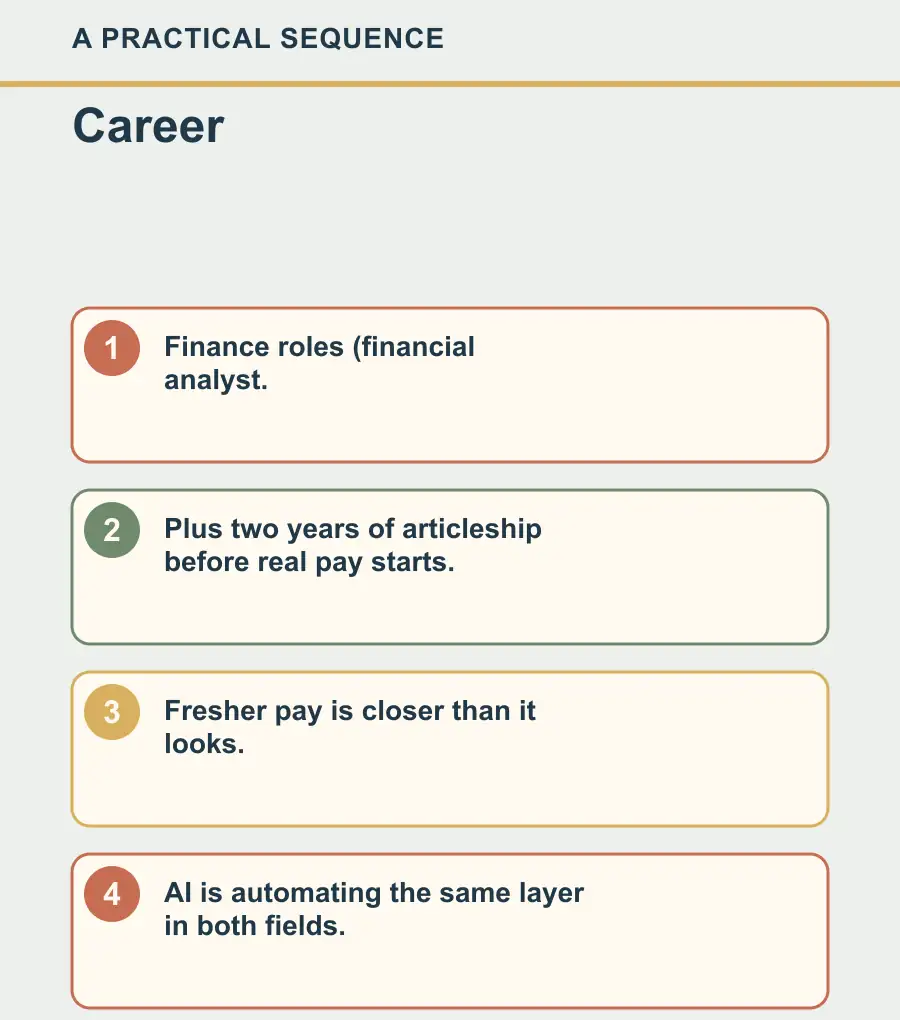 A PRACTICAL SEQUENCE
Career
1
Finance roles (financial
analyst.
2
Plus two years of articleship
before real pay starts.
3
Fresher pay is closer than it
looks.
4
AI is automating the same layer
in both fields.